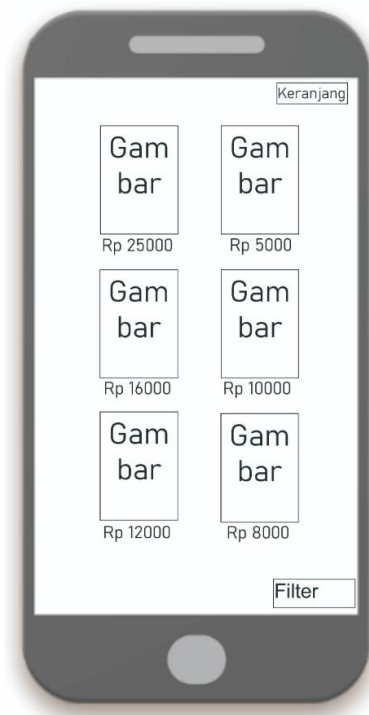 Keranjang
Gam
bar
Gam
bar
Rp 25000
Rp 5000
Gam
bar
Gam
bar
Rp 16000
Rp 10000
Gam
bar
Gam
bar
Rp 12000
Rp 8000
Filter